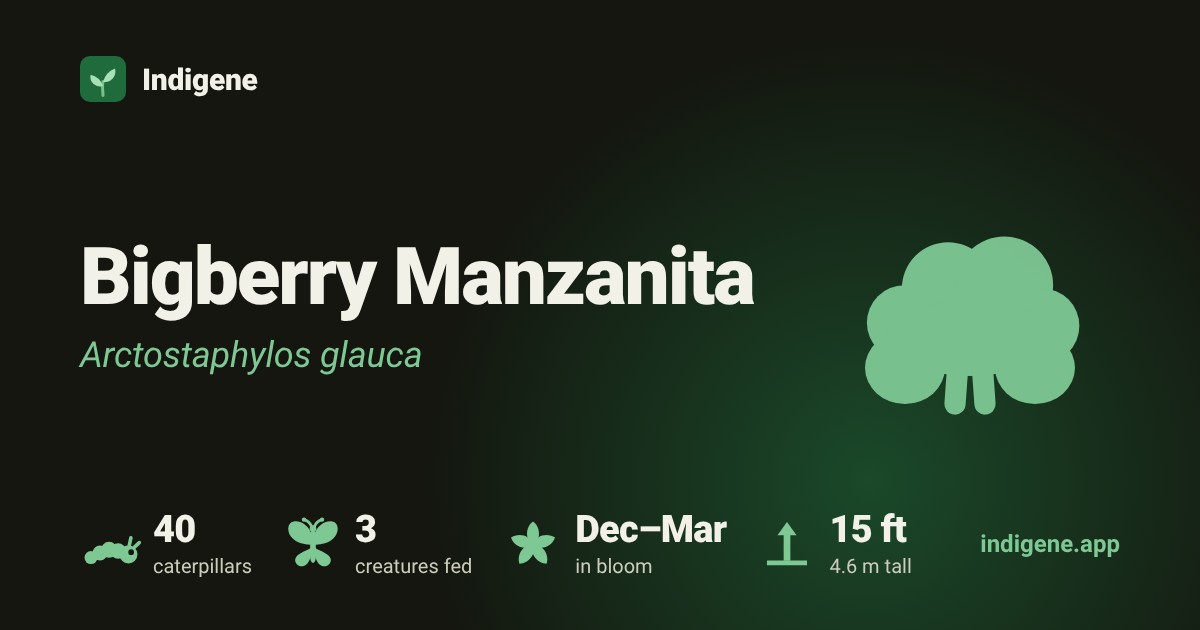 Indigene
Bigberry Manzanita
Arctostaphylos glauca
40
caterpillars
3
creatures fed
Dec–Mar
in bloom
15 ft
4.6 m tall
indigene.app